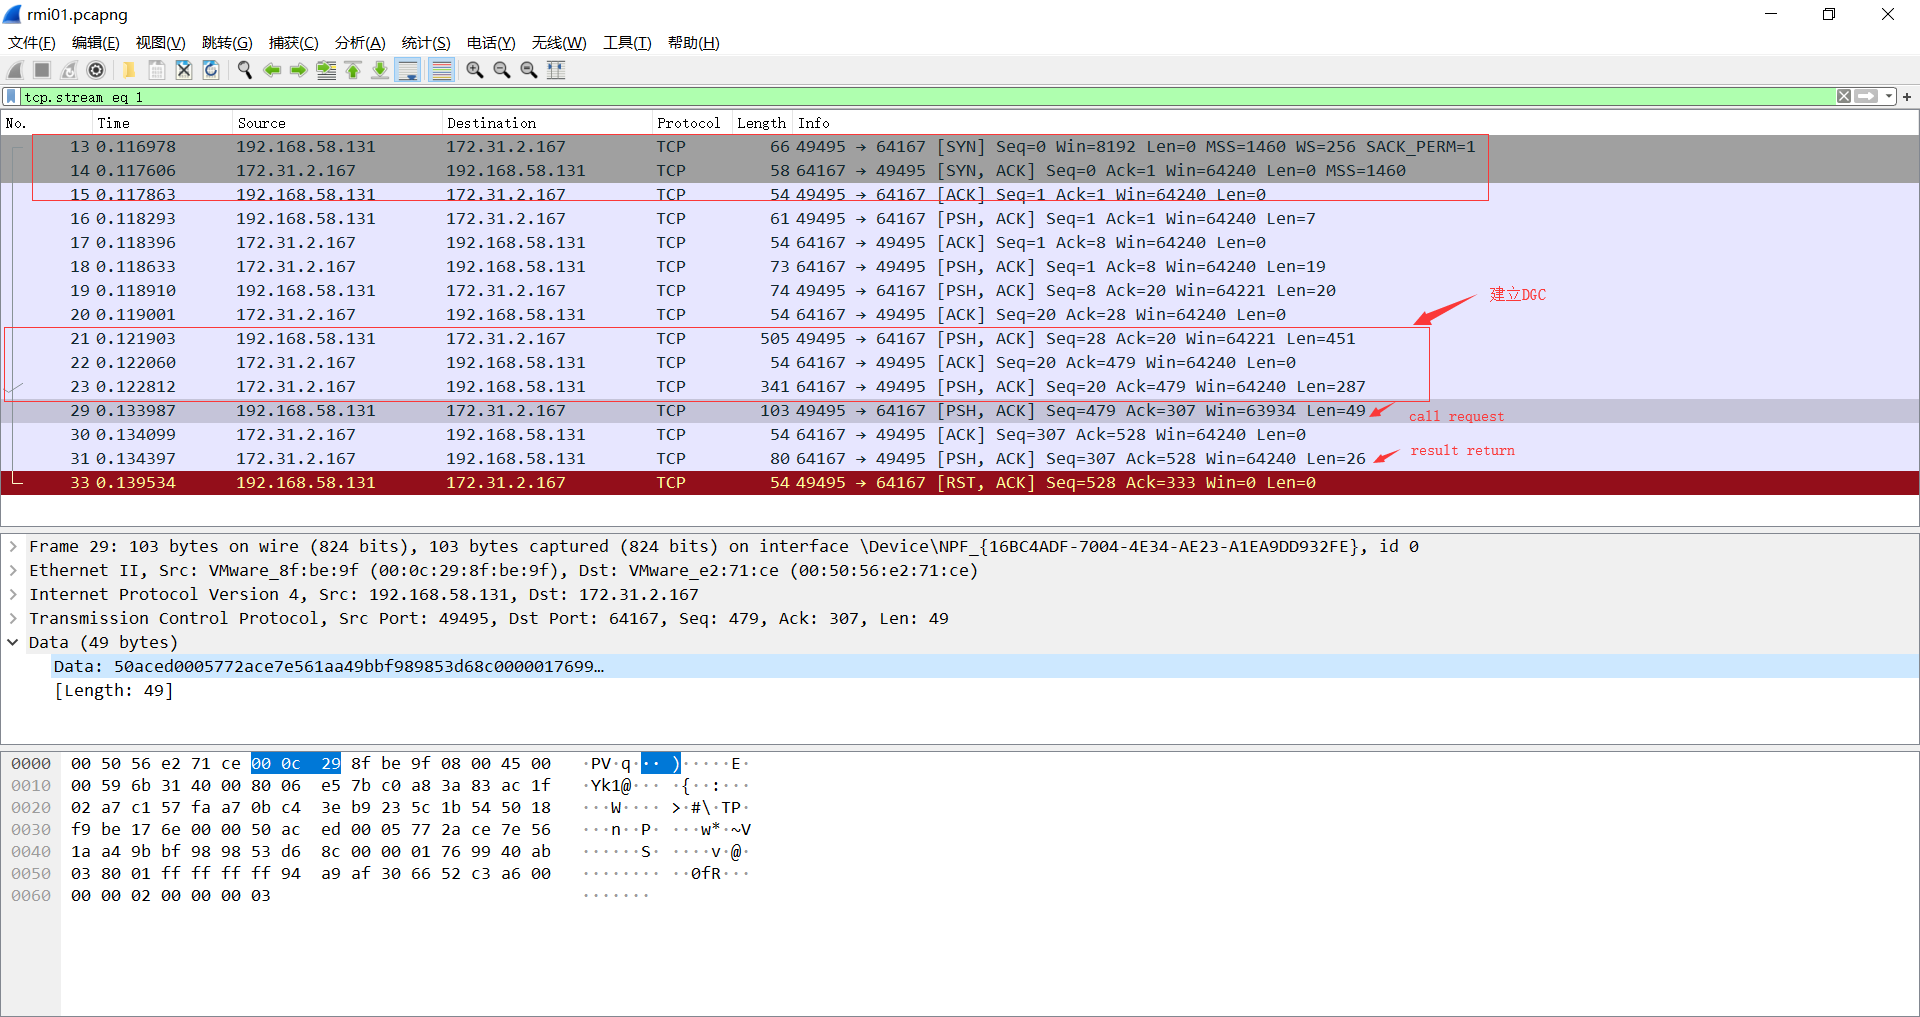 rmi01.pcapng
文件(F) 编辑(E) 视图(V) 跳转(G) 捕获(C) 分析(A) 统计(S) 电话(Y) 无线(W) 工具(T) 帮助(H)
tcp.stream eq 1
No. Time Source Destination Protocol Length Info
13 0.116978 192.168.58.131 172.31.2.167 TCP 66 49495 → 64167 [SYN] Seq=0 Win=8192 Len=0 MSS=1460 WS=256 SACK_PERM=1
14 0.117606 172.31.2.167 192.168.58.131 TCP 58 64167 → 49495 [SYN, ACK] Seq=0 Ack=1 Win=64240 Len=0 MSS=1460
15 0.117863 192.168.58.131 172.31.2.167 TCP 54 49495 → 64167 [ACK] Seq=1 Ack=1 Win=64240 Len=0
16 0.118293 192.168.58.131 172.31.2.167 TCP 61 49495 → 64167 [PSH, ACK] Seq=1 Ack=1 Win=64240 Len=7
17 0.118396 172.31.2.167 192.168.58.131 TCP 54 64167 → 49495 [ACK] Seq=1 Ack=8 Win=64240 Len=0
18 0.118633 172.31.2.167 192.168.58.131 TCP 73 64167 → 49495 [PSH, ACK] Seq=1 Ack=8 Win=64240 Len=19
19 0.118910 192.168.58.131 172.31.2.167 TCP 74 49495 → 64167 [PSH, ACK] Seq=8 Ack=20 Win=64221 Len=20
建立DGC
20 0.119001 172.31.2.167 192.168.58.131 TCP 54 64167 → 49495 [ACK] Seq=20 Ack=28 Win=64240 Len=0
21 0.121903 192.168.58.131 172.31.2.167 TCP 505 49495 → 64167 [PSH, ACK] Seq=28 Ack=20 Win=64221 Len=451
22 0.122060 172.31.2.167 192.168.58.131 TCP 54 64167 → 49495 [ACK] Seq=20 Ack=479 Win=64240 Len=0
23 0.122812 172.31.2.167 192.168.58.131 TCP 341 64167 → 49495 [PSH, ACK] Seq=20 Ack=479 Win=64240 Len=287
29 0.133987 192.168.58.131 172.31.2.167 TCP 103 49495 → 64167 [PSH, ACK] Seq=479 Ack=307 Win=63934 Len=49
call request
30 0.134099 172.31.2.167 192.168.58.131 TCP 54 64167 → 49495 [ACK] Seq=307 Ack=528 Win=64240 Len=0
31 0.134397 172.31.2.167 192.168.58.131 TCP 80 64167 → 49495 [PSH, ACK] Seq=307 Ack=528 Win=64240 Len=26
result return
33 0.139534 192.168.58.131 172.31.2.167 TCP 54 49495 → 64167 [RST, ACK] Seq=528 Ack=333 Win=0 Len=0
Frame 29: 103 bytes on wire (824 bits), 103 bytes captured (824 bits) on interface \Device\NPF_{16BC4ADF-7004-4E34-AE23-A1EA9DD932FE}, id 0
Ethernet II, Src: VMware_8f:be:9f (00:0c:29:8f:be:9f), Dst: VMware_e2:71:ce (00:50:56:e2:71:ce)
Internet Protocol Version 4, Src: 192.168.58.131, Dst: 172.31.2.167
Transmission Control Protocol, Src Port: 49495, Dst Port: 64167, Seq: 479, Ack: 307, Len: 49
Data (49 bytes)
Data: 50aced0005772ace7e561aa49bbf989853d68c0000017699…
[Length: 49]
0000 00 50 56 e2 71 ce 00 0c 29 8f be 9f 08 00 45 00 ·PV·q···)·····E·
0010 00 59 6b 31 40 00 80 06 e5 7b c0 a8 3a 83 ac 1f ·Yk1@····{··:···
0020 02 a7 c1 57 fa a7 0b c4 3e b9 23 5c 1b 54 50 18 ···W····>·#\·TP·
0030 f9 be 17 6e 00 00 50 ac ed 00 05 77 2a ce 7e 56 ···n··P····w*·~V
0040 1a a4 9b bf 98 98 53 d6 8c 00 00 01 76 99 40 ab ······S·····v·@·
0050 03 80 01 ff ff ff ff 94 a9 af 30 66 52 c3 a6 00 ··········0fR···
0060 00 00 02 00 00 00 03 ·······